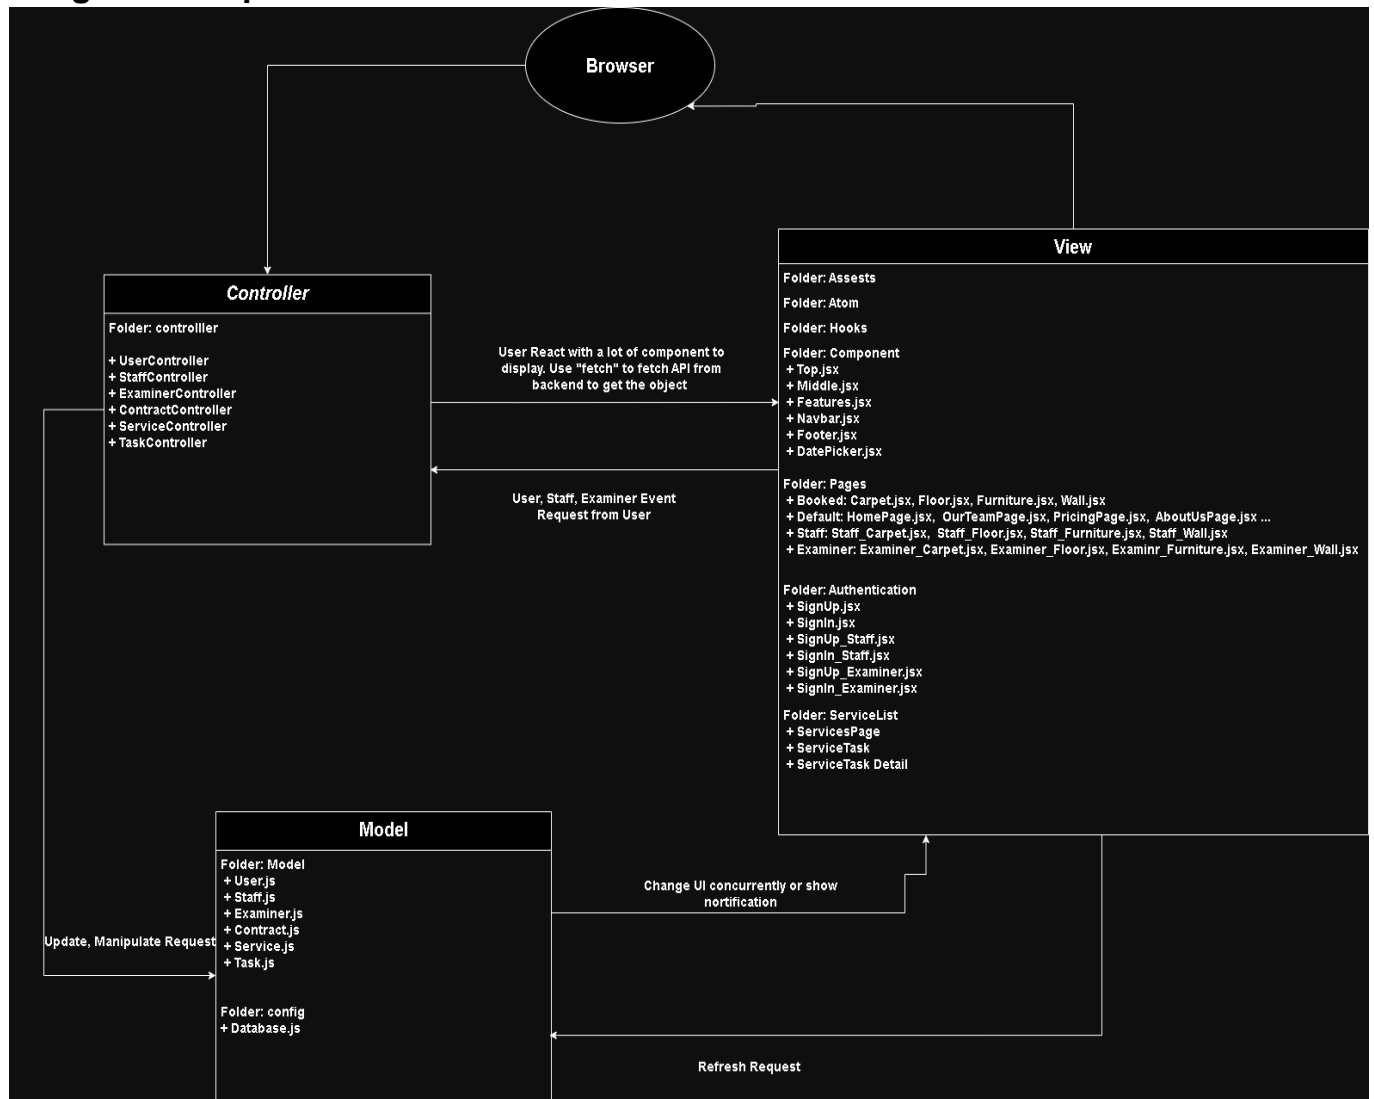 Browser
View
Folder: Assests
Folder: Atom
Folder: Hooks
Folder: Component
+ Top.jsx
+ Middle.jsx
+ Features.jsx
+ Navbar.jsx
+ Footer.jsx
+ DatePicker.jsx
Folder: Pages
+ Booked: Carpet.jsx, Floor.jsx, Furniture.jsx, Wall.jsx
+ Default: HomePage.jsx, OurTeamPage.jsx, PricingPage.jsx, AboutUsPage.jsx ...
+ Staff: Staff_Carpet.jsx, Staff_Floor.jsx, Staff_Furniture.jsx, Staff_Wall.jsx
+ Examiner: Examiner_Carpet.jsx, Examiner_Floor.jsx, Examinr_Furniture.jsx, Examiner_Wall.jsx
Folder: Authentication
+ SignUp.jsx
+ SignIn.jsx
+ SignUp_Staff.jsx
+ SignIn_Staff.jsx
+ SignUp_Examiner.jsx
+ SignIn_Examiner.jsx
Folder: ServiceList
+ ServicesPage
+ ServiceTask
+ ServiceTask Detail
Controller
Folder: controlller
+ UserController
+ StaffController
+ ExaminerController
+ ContractController
+ ServiceController
+ TaskController
User React with a lot of component to
display. Use "fetch" to fetch API from
backend to get the object
User, Staff, Examiner Event
Request from User
Model
Folder: Model
+ User.js
+ Staff.js
+ Examiner.js
+ Contract.js
+ Service.js
+ Task.js
Folder: config
+ Database.js
Update, Manipulate Request
Change UI concurrently or show
nortification
Refresh Request